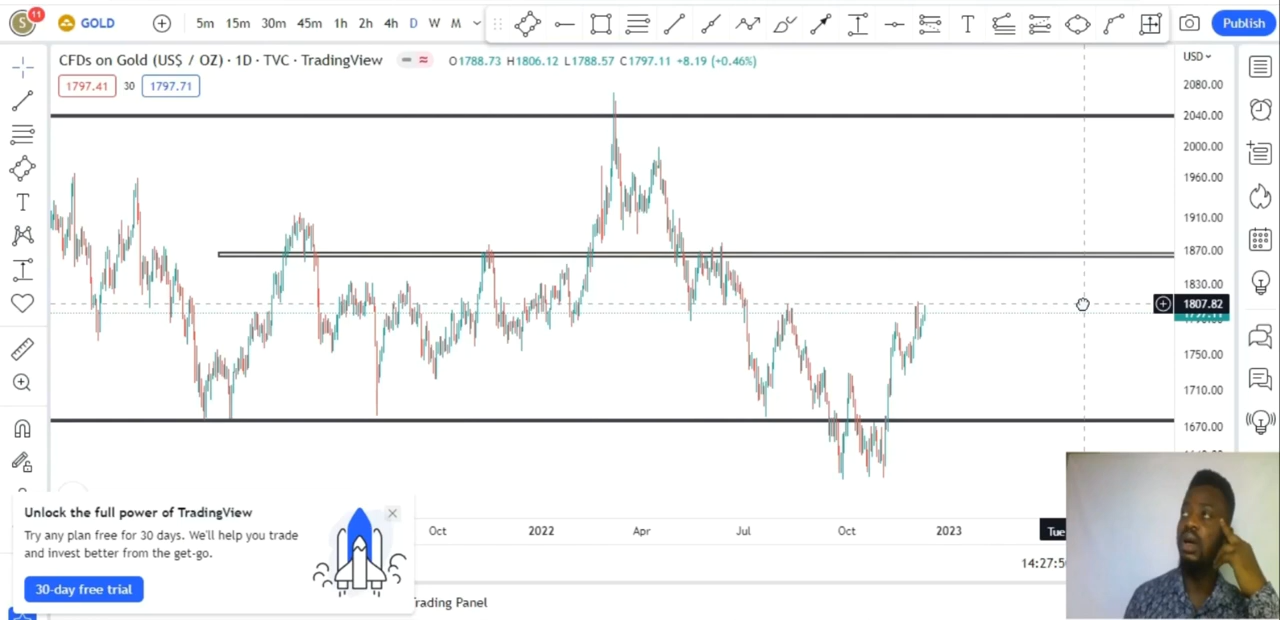 S 11 GOLD 5m 15m 30m 45m 1h 2h 4h D W M T Publish
CFDs on Gold (US$ / OZ) · 1D · TVC · TradingView O1788.73 H1806.12 L1788.57 C1797.11 +8.19 (+0.46%) USD
1797.41 30 1797.71
2080.00
2040.00
2000.00
1960.00
1910.00
1870.00
1830.00
1807.82
1750.00
1710.00
1670.00
Unlock the full power of TradingView
Try any plan free for 30 days. We'll help you trade
and invest better from the get-go.
30-day free trial
Oct 2022 Apr Jul Oct 2023 Tue
14:27:5
Trading Panel